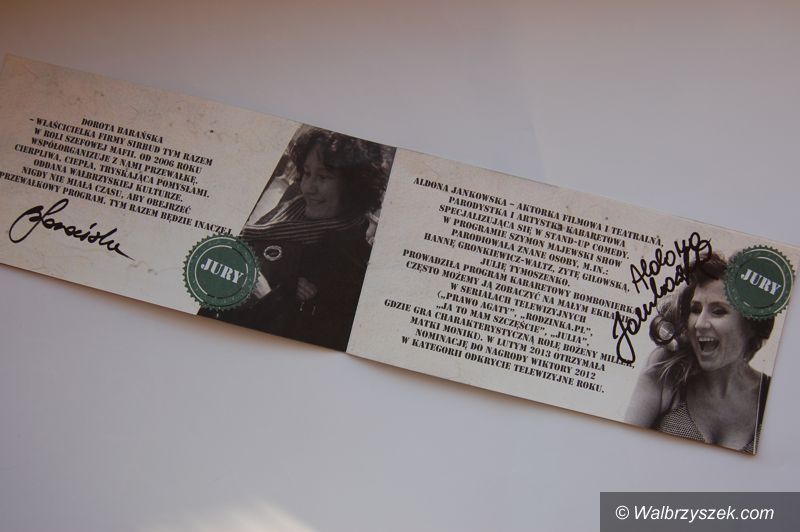 DOROTA BARAŃSKA
– WŁAŚCICIELKA FIRMY SIRBUD TYM RAZEM
W ROLI SZEFOWEJ MAFII. OD 2006 ROKU
WSPÓŁORGANIZUJE Z NAMI PRZEWAŁKĘ.
CIERPLIWA, CIEPŁA, TRYSKAJĄCA POMYSŁAMI,
ODDANA WAŁBRZYSKIEJ KULTURZE.
NIGDY NIE MIAŁA CZASU, ABY OBEJRZEĆ
PRZEWAŁKOWY PROGRAM. TYM RAZEM BĘDZIE INACZEJ.
JURY
ALDONA JANKOWSKA – AKTORKA FILMOWA I TEATRALNA,
PARODYSTKA I ARTYSTKA KABARETOWA
SPECJALIZUJĄCA SIĘ W STAND-UP COMEDY.
W PROGRAMIE SZYMON MAJEWSKI SHOW
PARODIOWAŁA ZNANE OSOBY, M.IN.:
HANNĘ GRONKIEWICZ-WALTZ, ZYTĘ GILOWSKĄ,
JULIĘ TYMOSZENKO.
PROWADZIŁA PROGRAM KABARETOWY BOMBONIERKA
CZĘSTO MOŻEMY JĄ ZOBACZYĆ NA MAŁYM EKRANIE
W SERIALACH TELEWIZYJNYCH
(„PRAWO AGATY”, „RODZINKA.PL”,
„JA TO MAM SZCZĘŚCIE”, „JULIA”,
GDZIE GRA CHARAKTERYSTYCZNĄ ROLĘ BOŻENY MILLER,
MATKI MONIKI). W LUTYM 2013 OTRZYMAŁA
NOMINACJĘ DO NAGRODY WIKTORY 2012
W KATEGORII ODKRYCIE TELEWIZYJNE ROKU.
Aldona
Jankowska
JURY
© Walbrzyszek.com